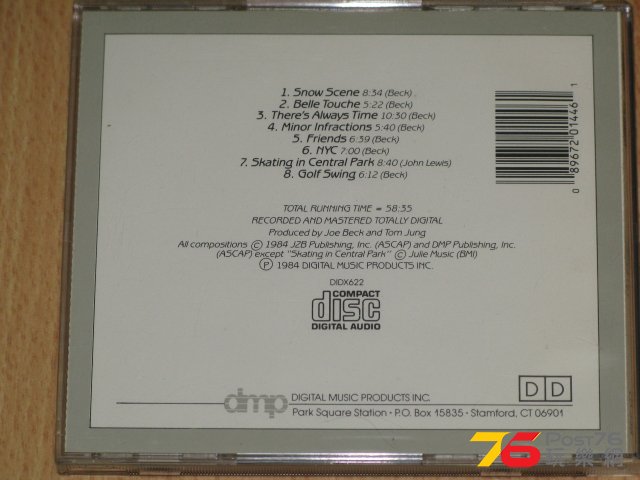 1. Snow Scene 8:34 (Beck)
2. Belle Touche 5:22 (Beck)
3. There's Always Time 10:30 (Beck)
4. Minor Infractions 5:40 (Beck)
5. Friends 6:39 (Beck)
6. NYC 7:00 (Beck)
7. Skating in Central Park 8:40 (John Lewis)
8. Golf Swing 6:12 (Beck)
0 89672 01446 1
TOTAL RUNNING TIME = 58:35
RECORDED AND MASTERED TOTALLY DIGITAL
Produced by Joe Beck and Tom Jung
All compositions © 1984 JZB Publishing, Inc. (ASCAP) and DMP Publishing, Inc.
(ASCAP) except "Skating in Central Park" © Julie Music (BMI)
℗ 1984 DIGITAL MUSIC PRODUCTS INC.
DIDX622
COMPACT
disc
DIGITAL AUDIO
DD
dmp DIGITAL MUSIC PRODUCTS INC.
Park Square Station • P.O. Box 15835 • Stamford, CT 06901
76 Post76
玩樂網